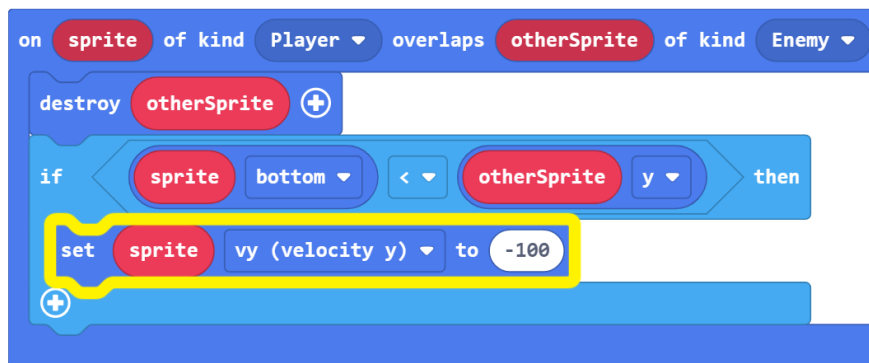 on sprite of kind Player overlaps otherSprite of kind Enemy
destroy otherSprite
if sprite bottom < otherSprite y then
set sprite vy (velocity y) to -100